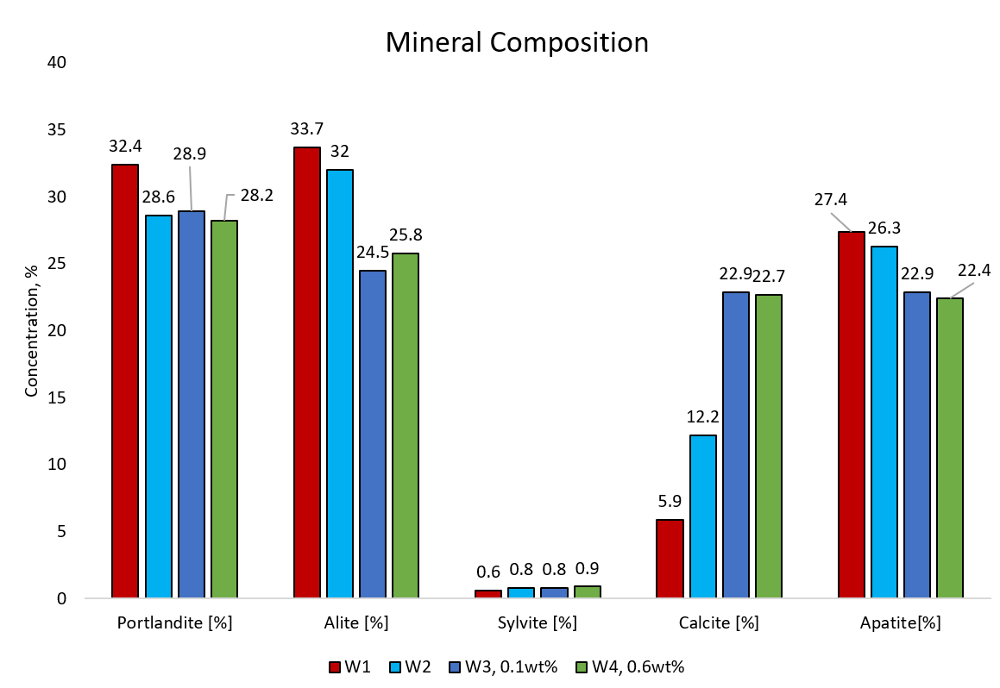 Mineral Composition
40
35
30
25
20
15
10
5
0
Concentration, %
32.4
28.6
28.9
28.2
33.7
32
24.5
25.8
0.6
0.8
0.8
0.9
5.9
12.2
22.9
22.7
27.4
26.3
22.9
22.4
Portlandite [%]
Alite [%]
Sylvite [%]
Calcite [%]
Apatite[%]
W1
W2
W3, 0.1wt%
W4, 0.6wt%